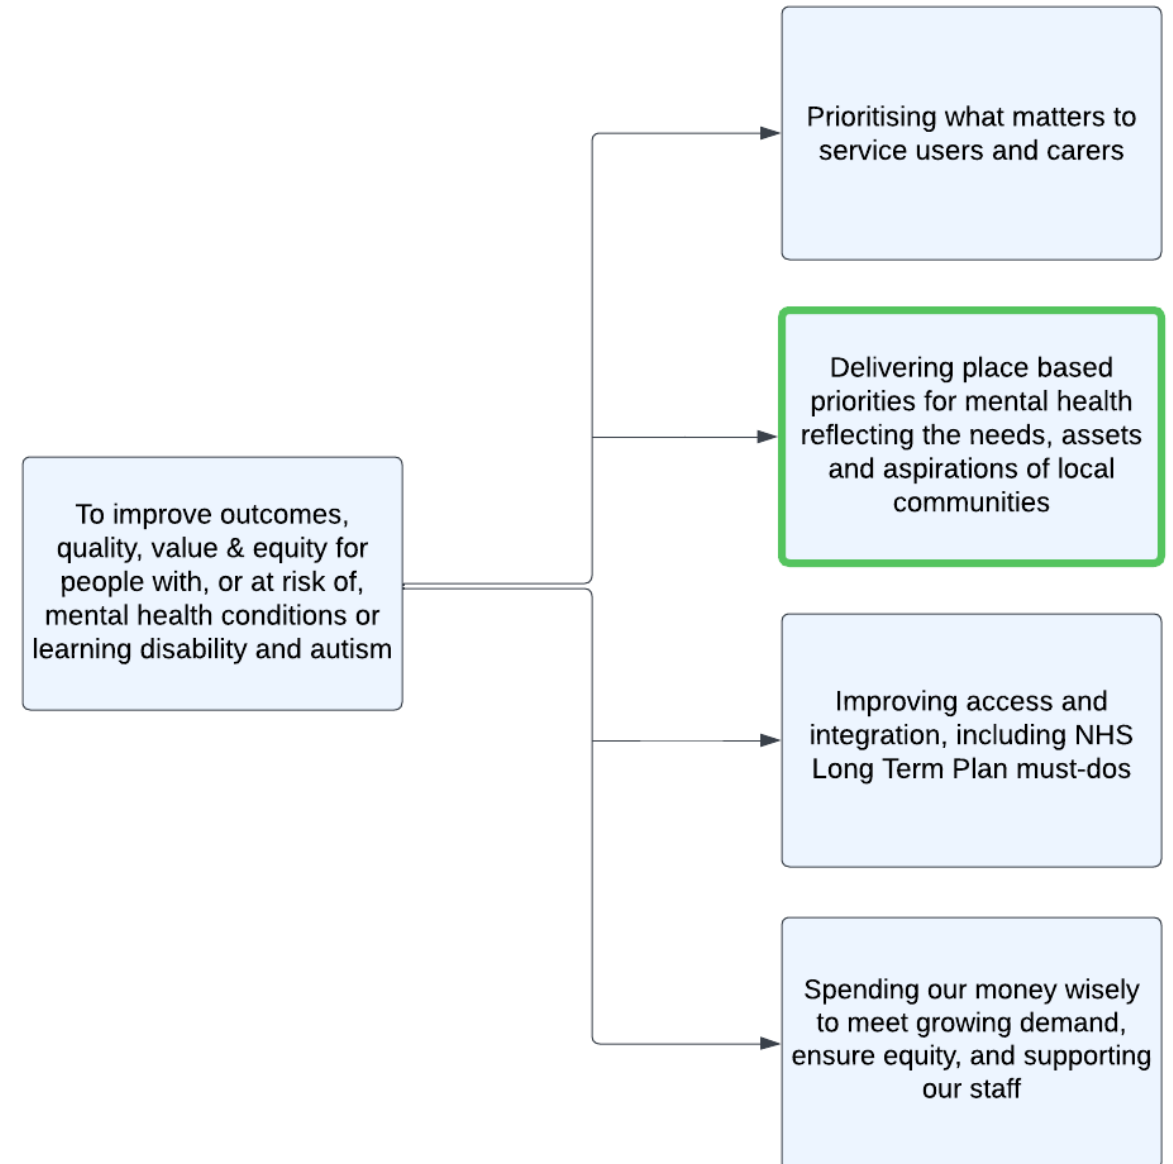 Prioritising what matters to
service users and carers
Delivering place based
priorities for mental health
reflecting the needs, assets
and aspirations of local
communities
To improve outcomes,
quality, value & equity for
people with, or at risk of,
mental health conditions or
learning disability and autism
Improving access and
integration, including NHS
Long Term Plan must-dos
Spending our money wisely
to meet growing demand,
ensure equity, and supporting
our staff